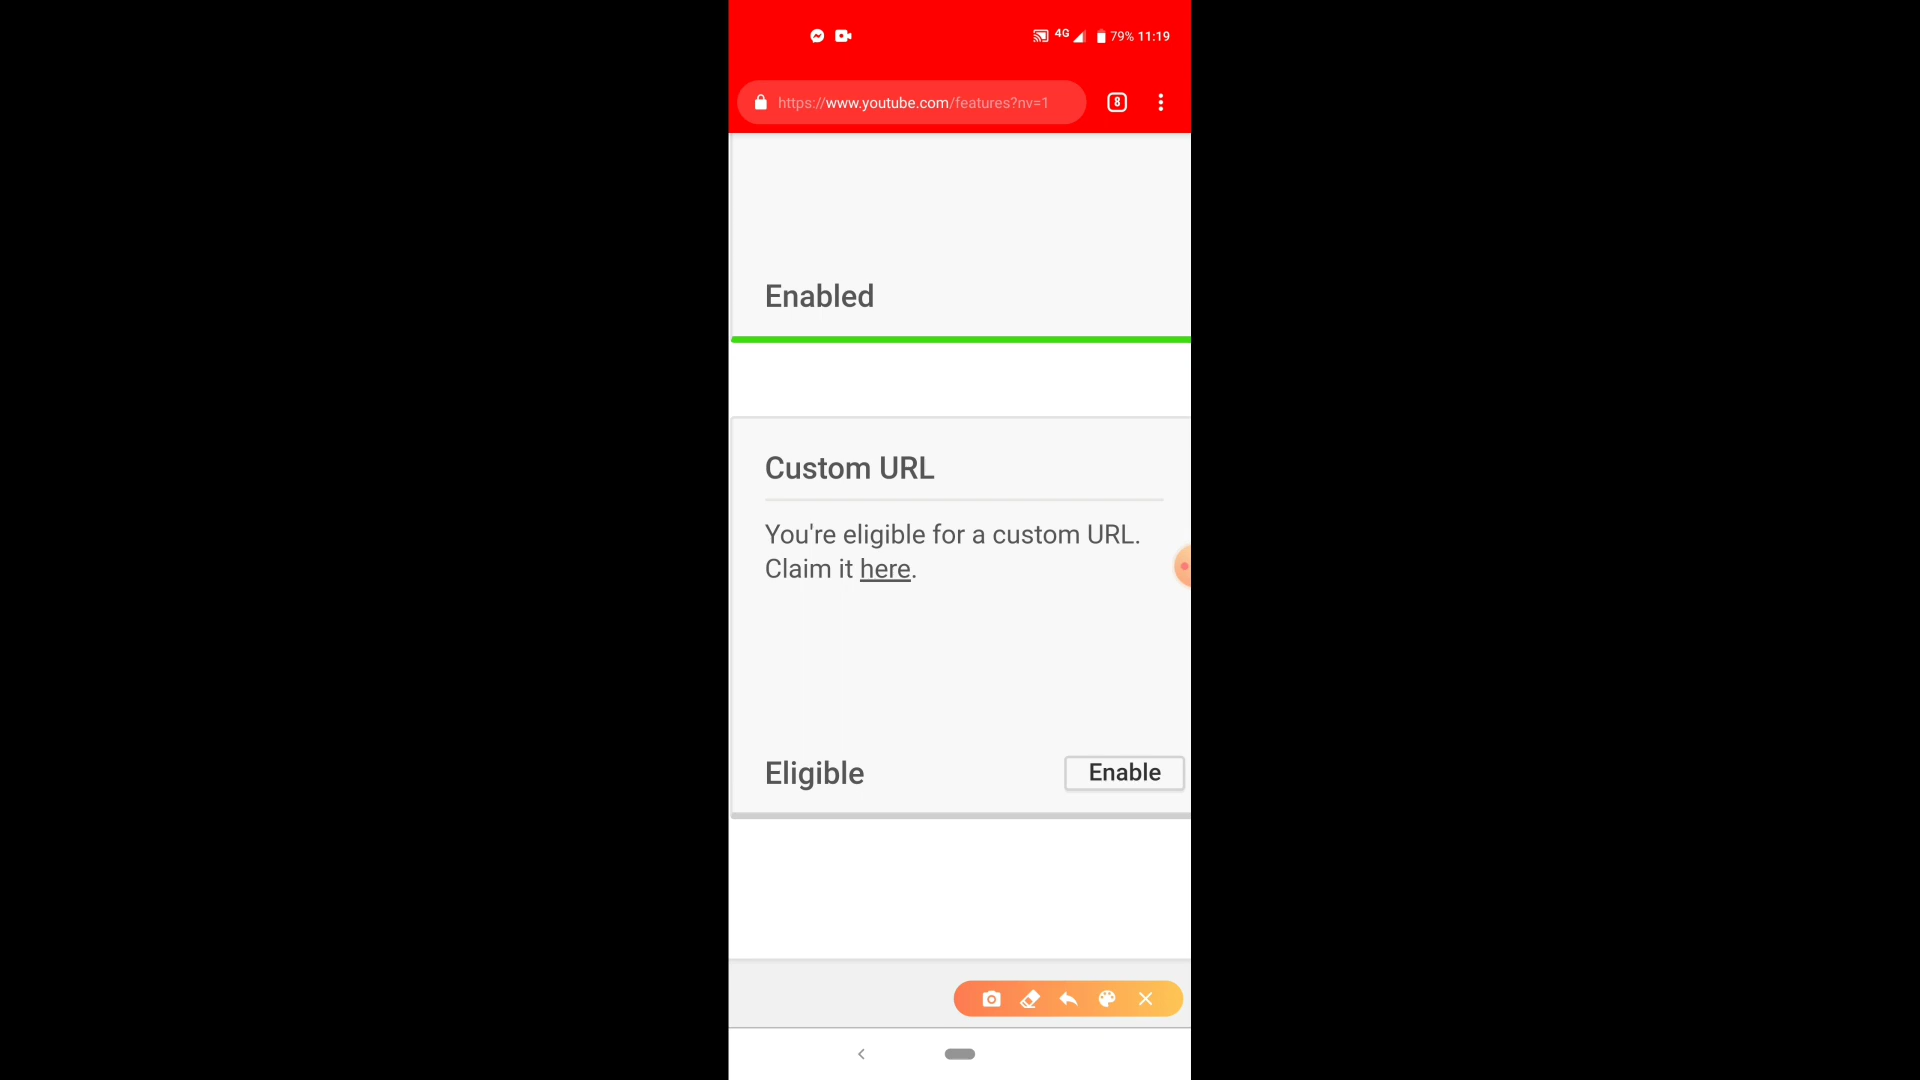 4G 79% 11:19
https://www.youtube.com/features?nv=1 8
Enabled
Custom URL
You're eligible for a custom URL.
Claim it here.
Eligible Enable